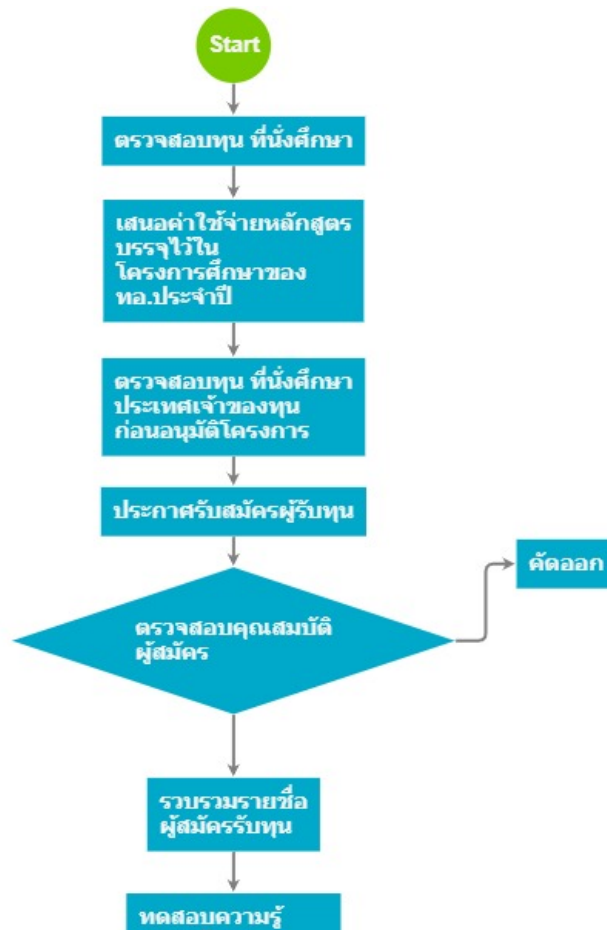 Start
ตรวจสอบทุน ที่นั่งศึกษา
เสนอค่าใช้จ่ายหลักสูตร
บรรจุไว้ใน
โครงการศึกษาของ
ทอ.ประจำปี
ตรวจสอบทุน ที่นั่งศึกษา
ประเทศเจ้าของทุน
ก่อนอนุมัติโครงการ
ประกาศรับสมัครผู้รับทุน
คัดออก
ตรวจสอบคุณสมบัติ
ผู้สมัคร
รวบรวมรายชื่อ
ผู้สมัครรับทุน
ทดสอบความรู้